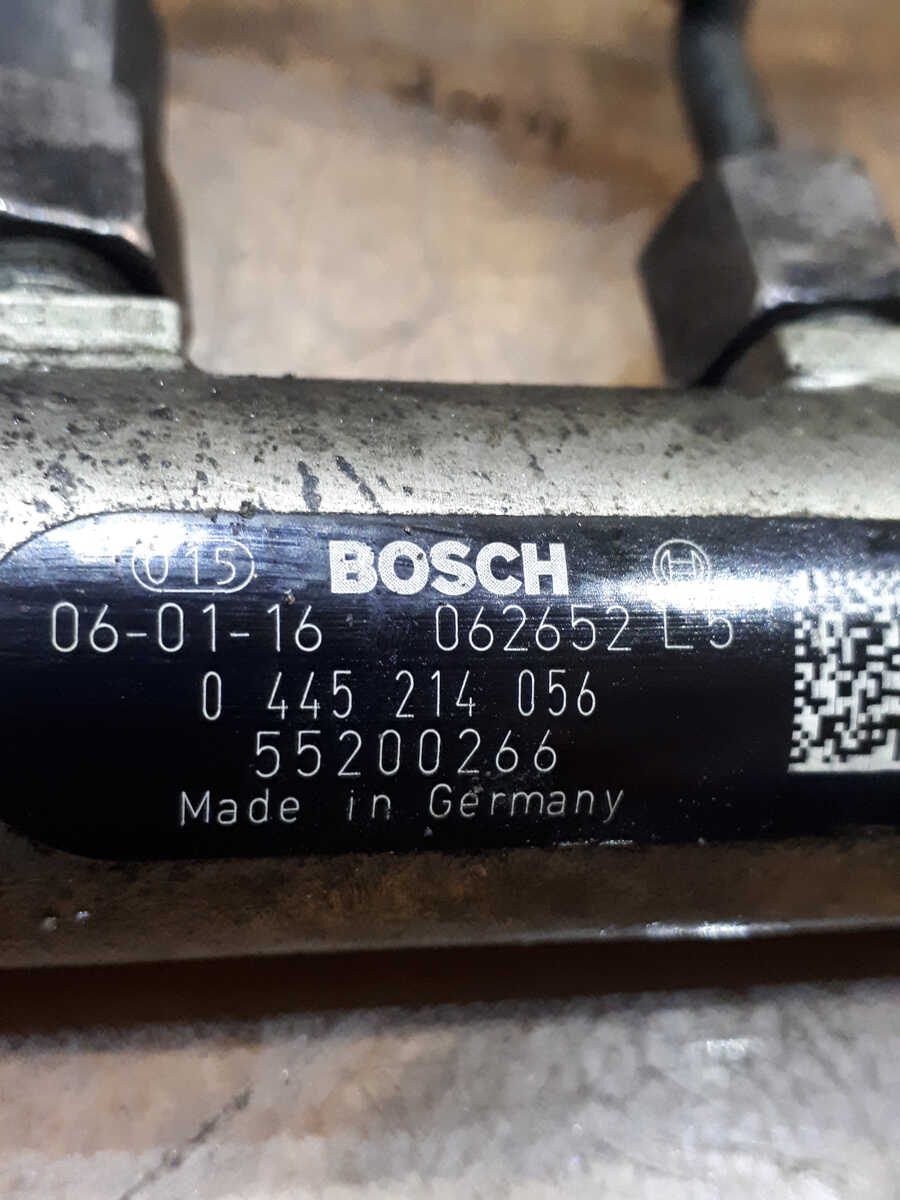 015 BOSCH
06-01-16 062652 L5
0 445 214 056
55200266
Made in Germany